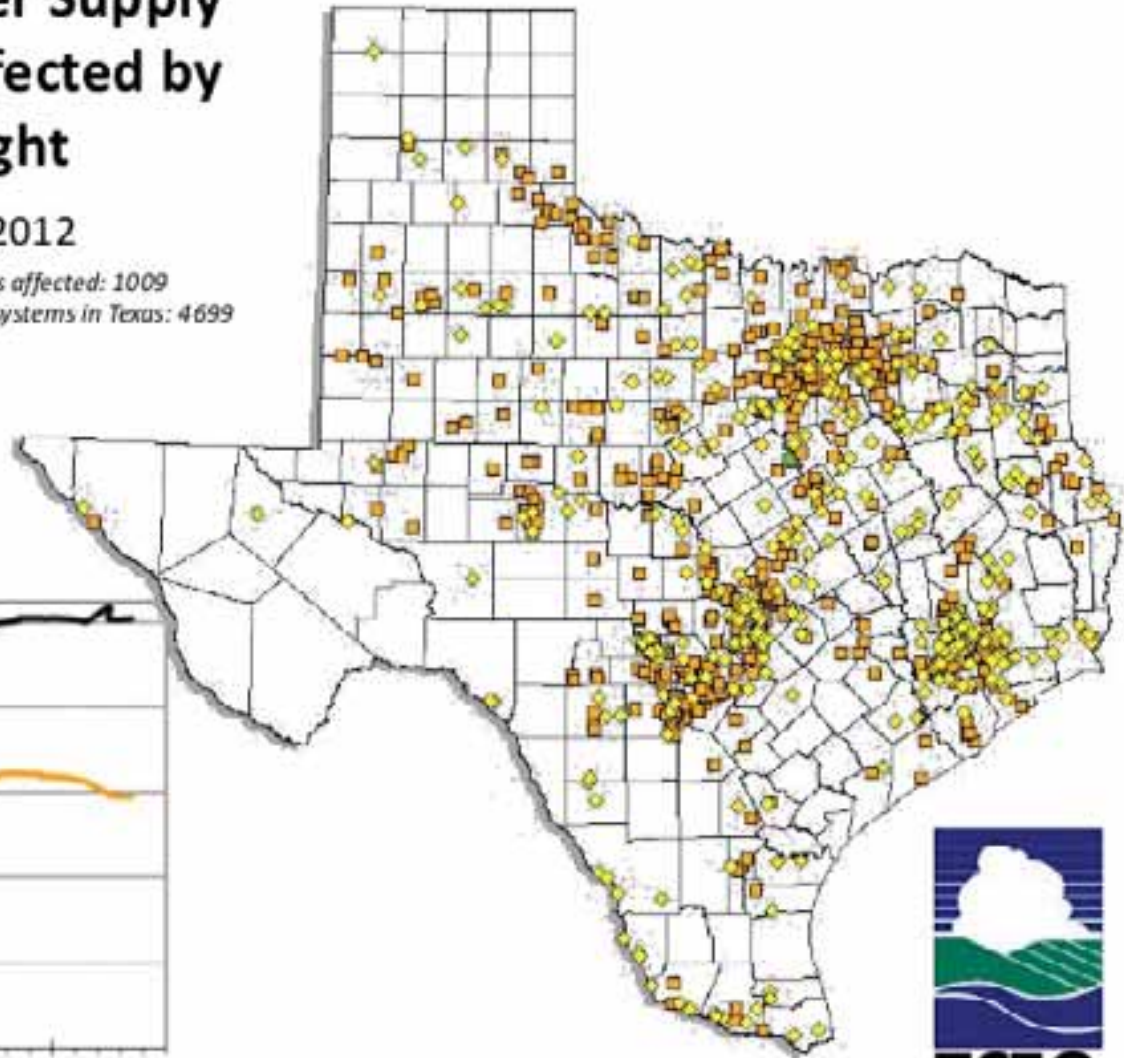 er Supply
fected by
ght
2012
s affected: 1009
ystems in Texas: 4699